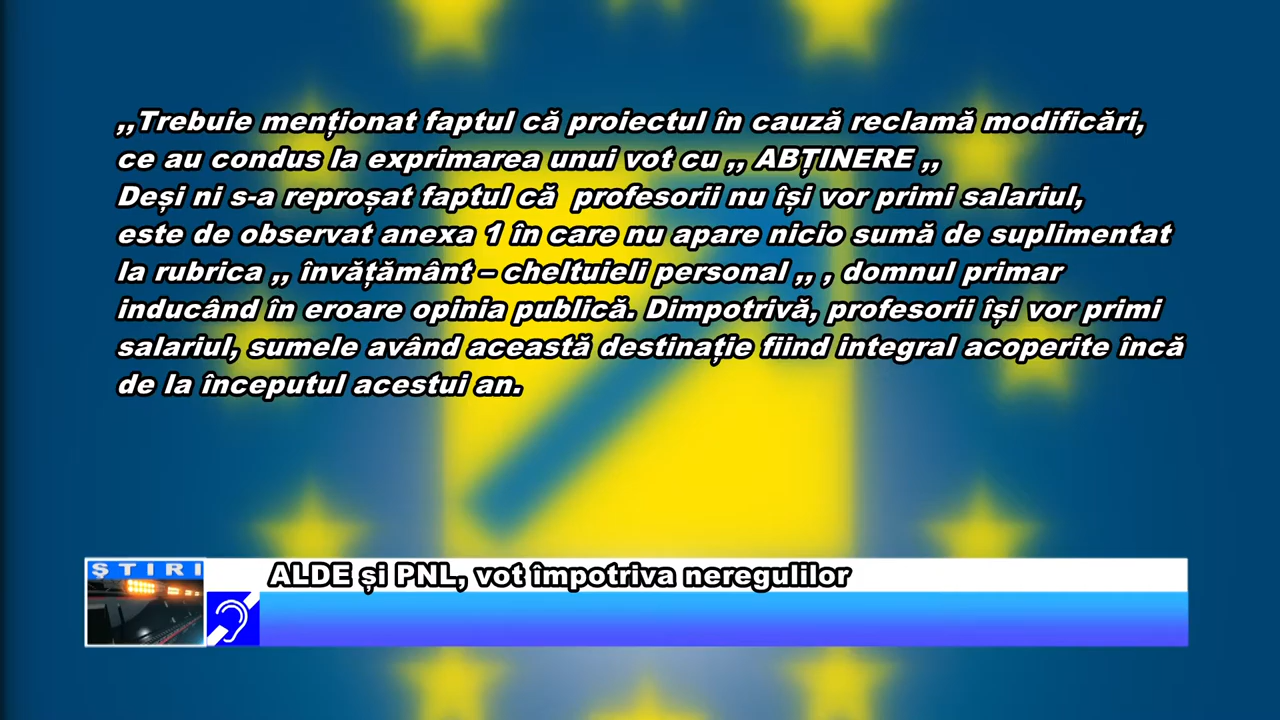 ,,Trebuie menționat faptul că proiectul în cauză reclamă modificări,
ce au condus la exprimarea unui vot cu ,, ABȚINERE ,,
Deși ni s-a reproșat faptul că  profesorii nu își vor primi salariul,
este de observat anexa 1 în care nu apare nicio sumă de suplimentat
la rubrica ,, învățământ – cheltuieli personal ,, , domnul primar
inducând în eroare opinia publică. Dimpotrivă, profesorii își vor primi
salariul, sumele având această destinație fiind integral acoperite încă
de la începutul acestui an.
ŞTIRI
ALDE și PNL, vot împotriva neregulilor